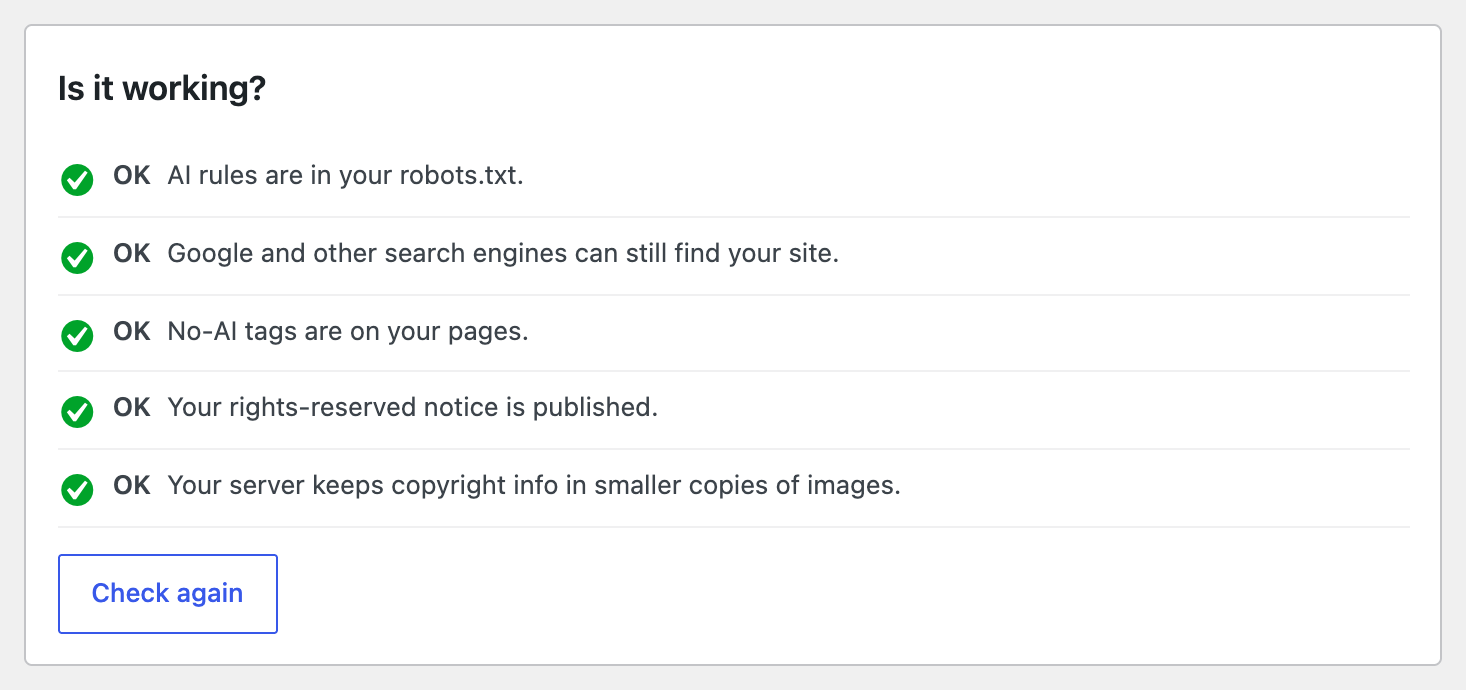 Is it working?
OK AI rules are in your robots.txt.
OK Google and other search engines can still find your site.
OK No-AI tags are on your pages.
OK Your rights-reserved notice is published.
OK Your server keeps copyright info in smaller copies of images.
Check again